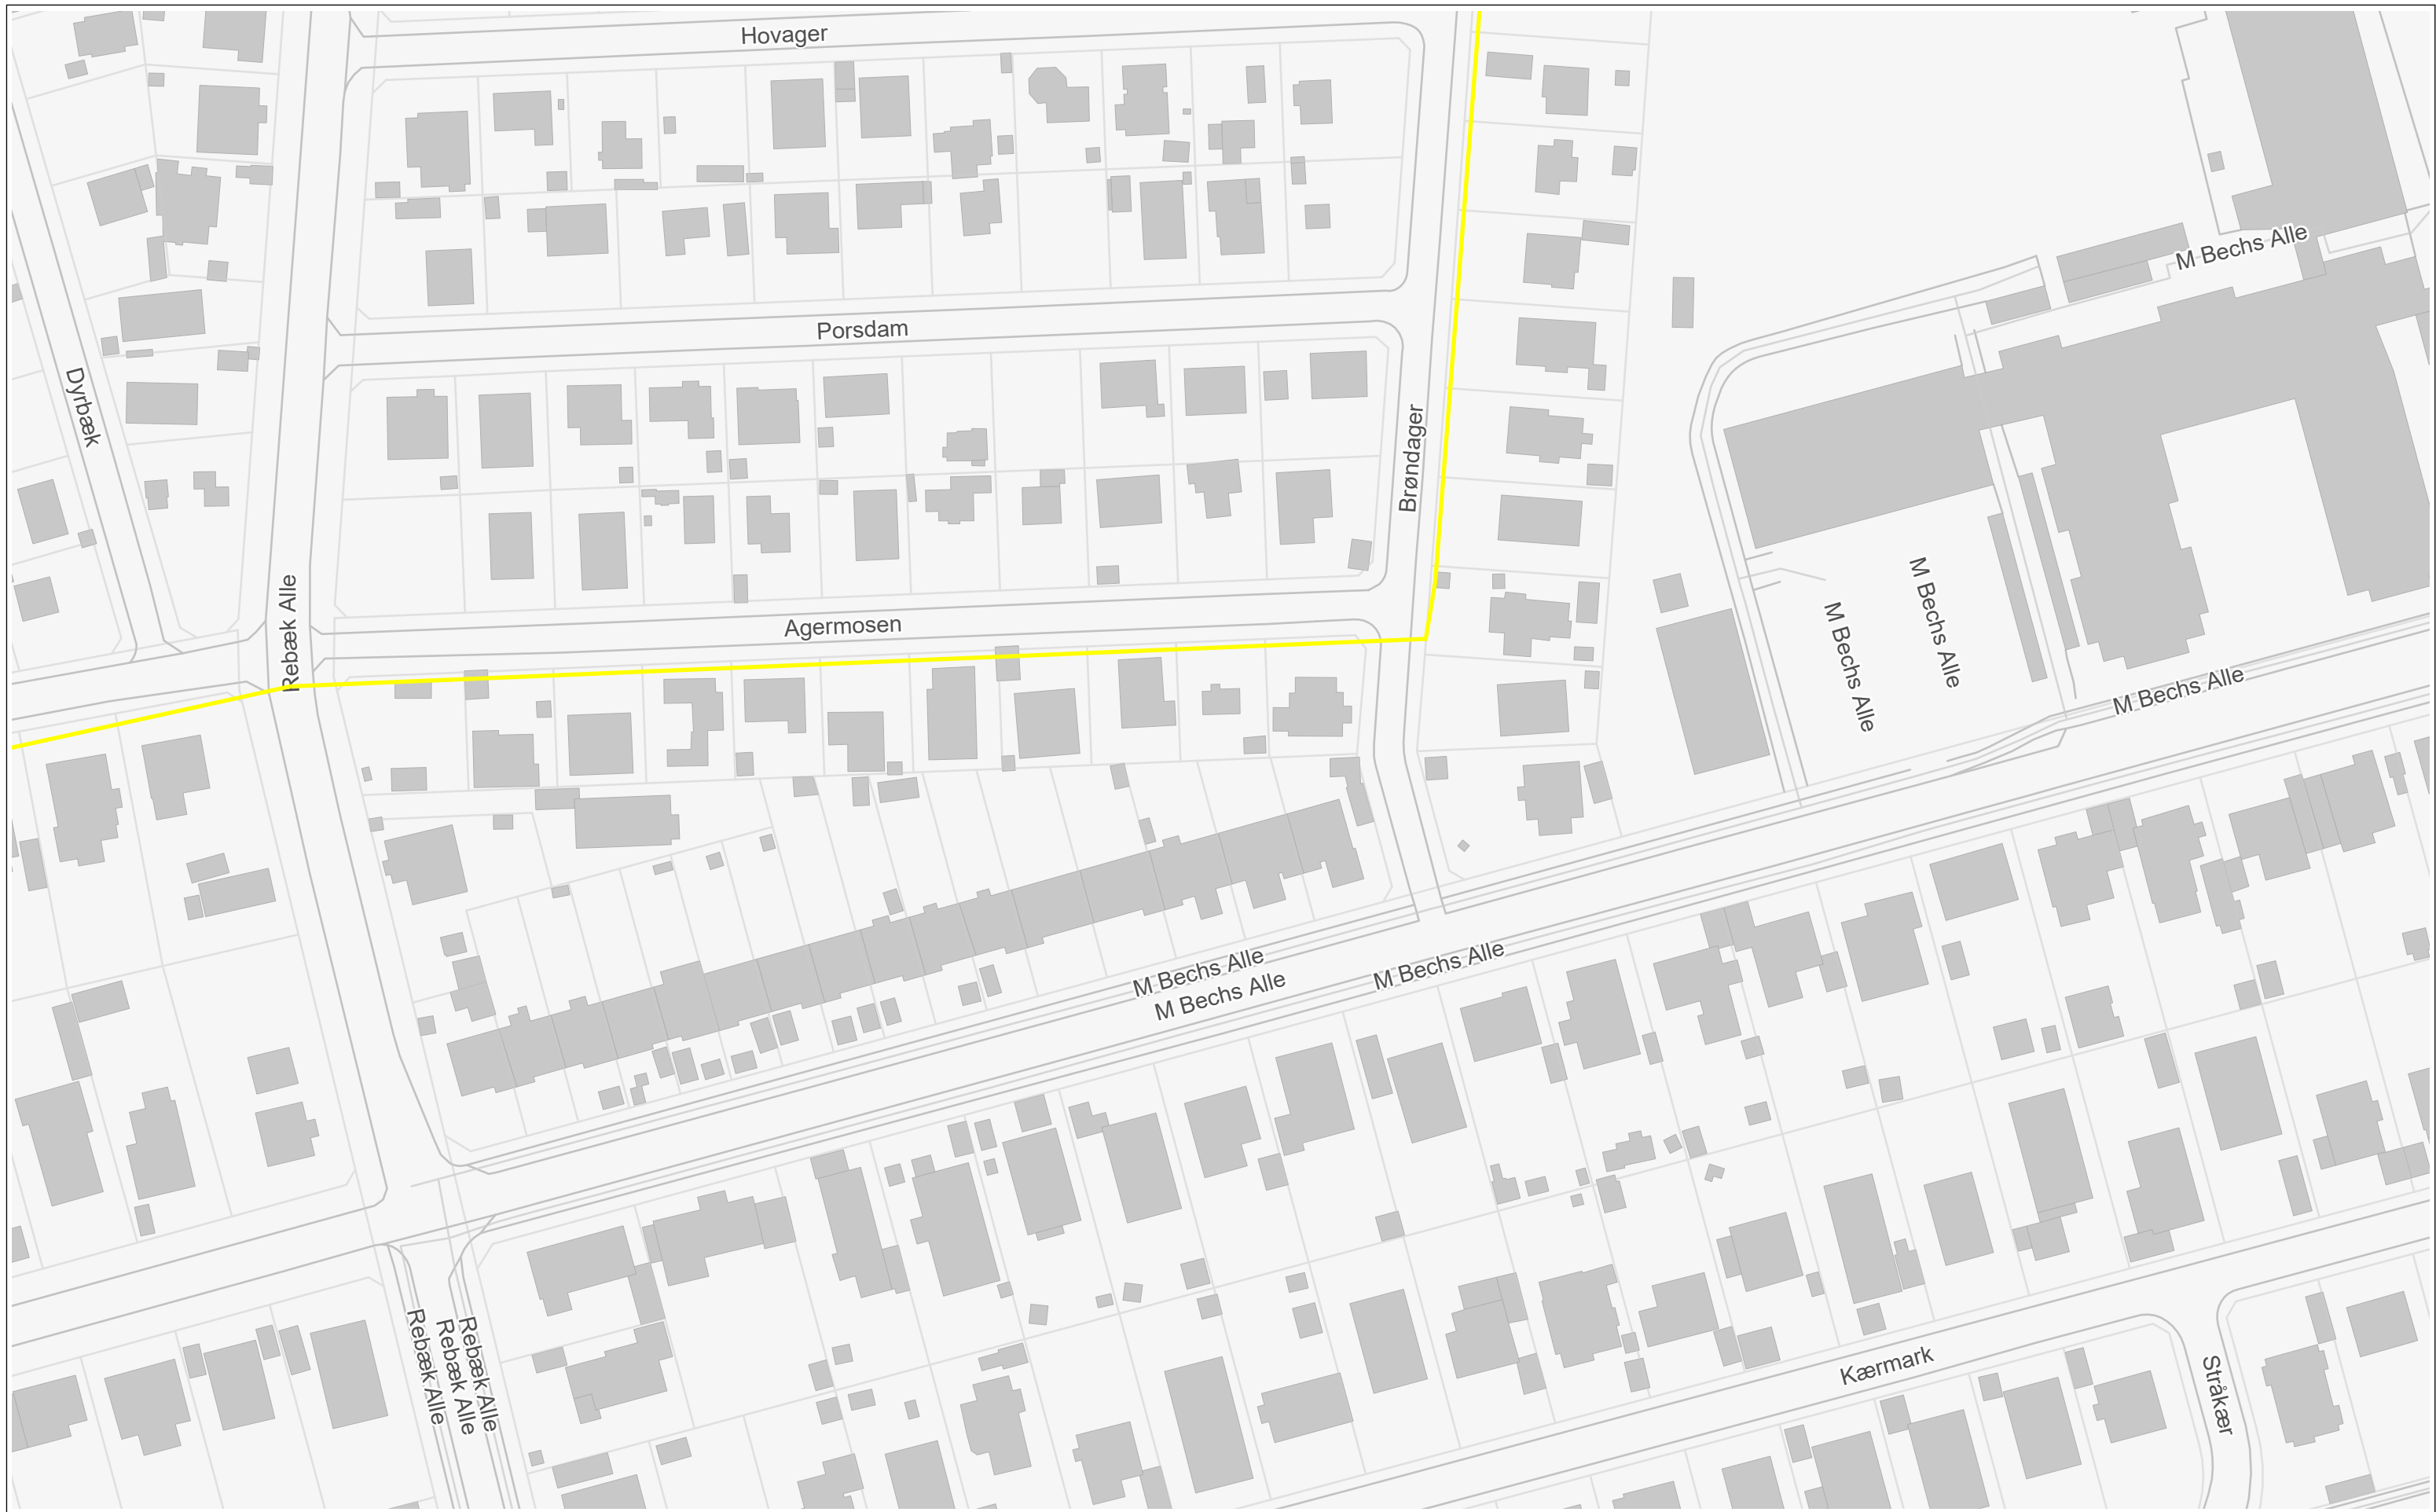 Hovager
M Bechs Alle
Porsdam
Dyrbæk
Brøndager
Rebæk Alle
Agermosen
M Bechs Alle
M Bechs Alle
M Bechs Alle
M Bechs Alle
M Bechs Alle
M Bechs Alle
Rebæk Alle
Rebæk Alle
Rebæk Alle
Kærmark
Stråkær